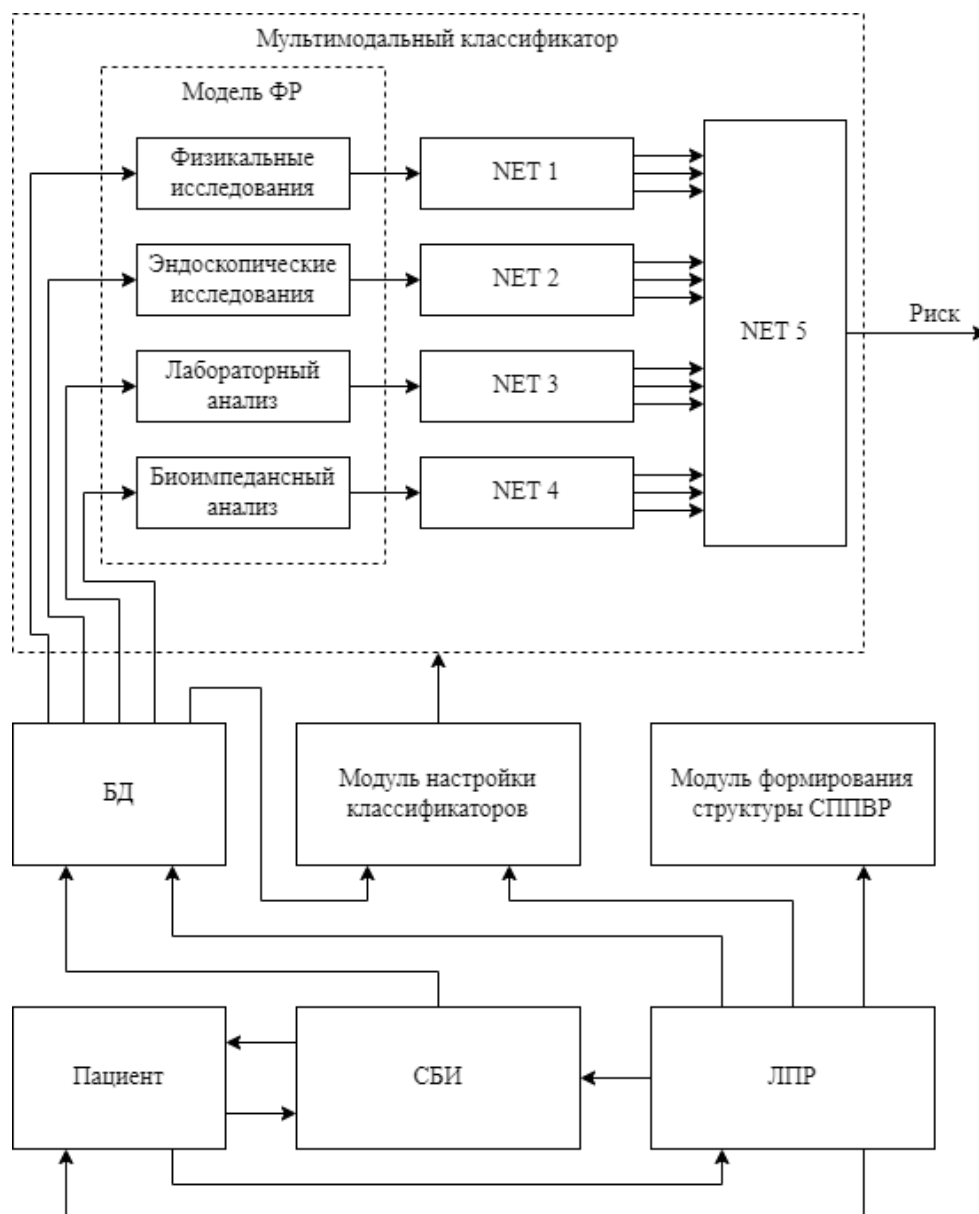 Мультимодальный классификатор
Модель ФР
Физикальные
исследования
NET 1
Эндоскопические
исследования
NET 2
Лабораторный
анализ
NET 3
Биоимпедансный
анализ
NET 4
NET 5
Риск
БД
Модуль настройки
классификаторов
Модуль формирования
структуры СППВР
Пациент
СБИ
ЛПР